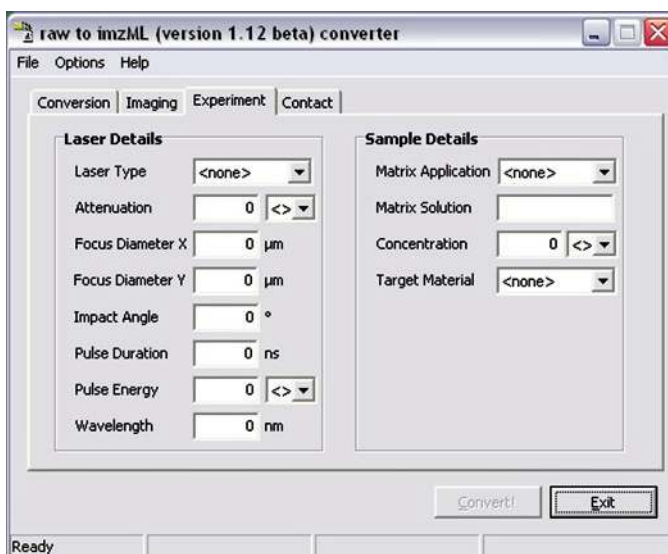 raw to imzML (version 1.12 beta) converter
File Options Help
Conversion Imaging Experiment Contact
Laser Details
Laser Type <none>
Attenuation 0 <>
Focus Diameter X 0 µm
Focus Diameter Y 0 µm
Impact Angle 0 °
Pulse Duration 0 ns
Pulse Energy 0 <>
Wavelength 0 nm
Sample Details
Matrix Application <none>
Matrix Solution
Concentration 0 <>
Target Material <none>
Convert! Exit
Ready